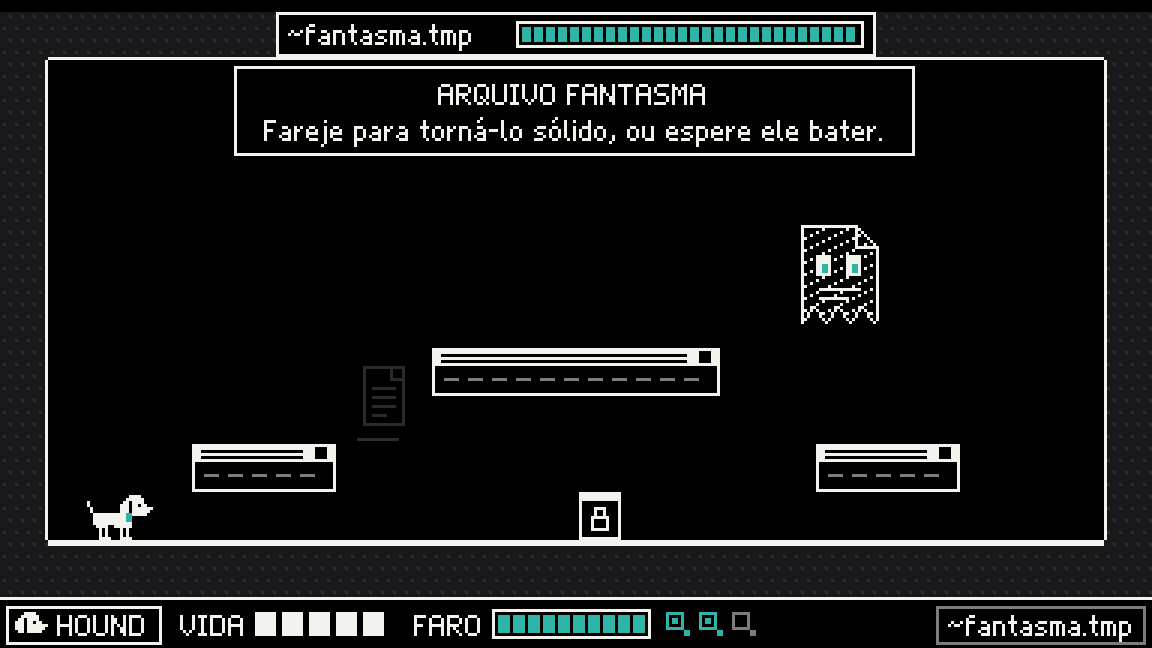 ~fantasma.tmp
ARQUIVO FANTASMA
Fareje para torná-lo sólido, ou espere ele bater.
HOUND VIDA FARO ~fantasma.tmp